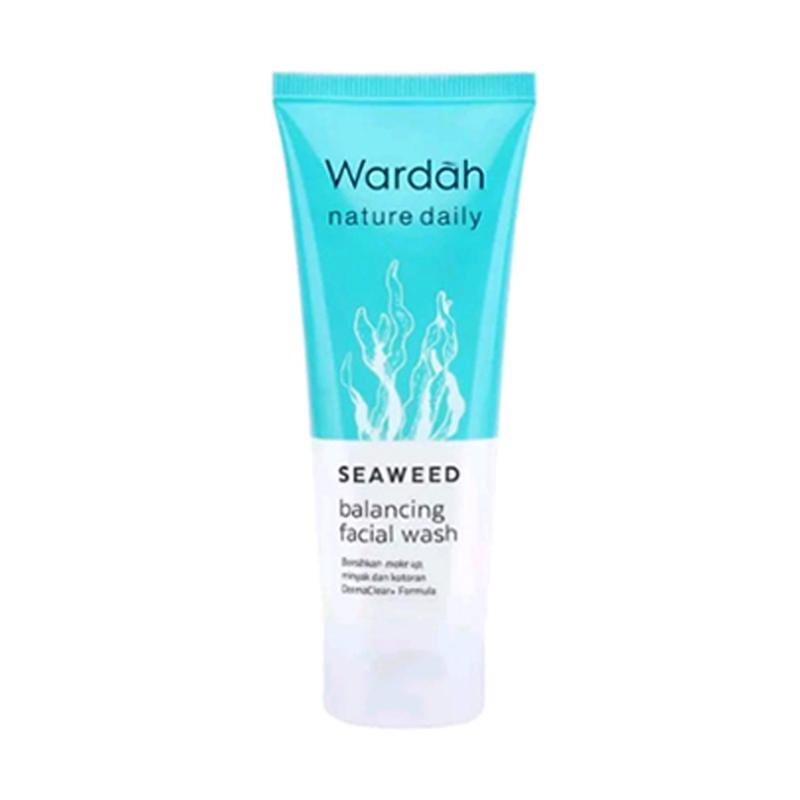 Wardah
nature daily
SEAWEED
balancing
facial wash
Bersihkan make up,
minyak dan kotoran
DermaClear+ Formula